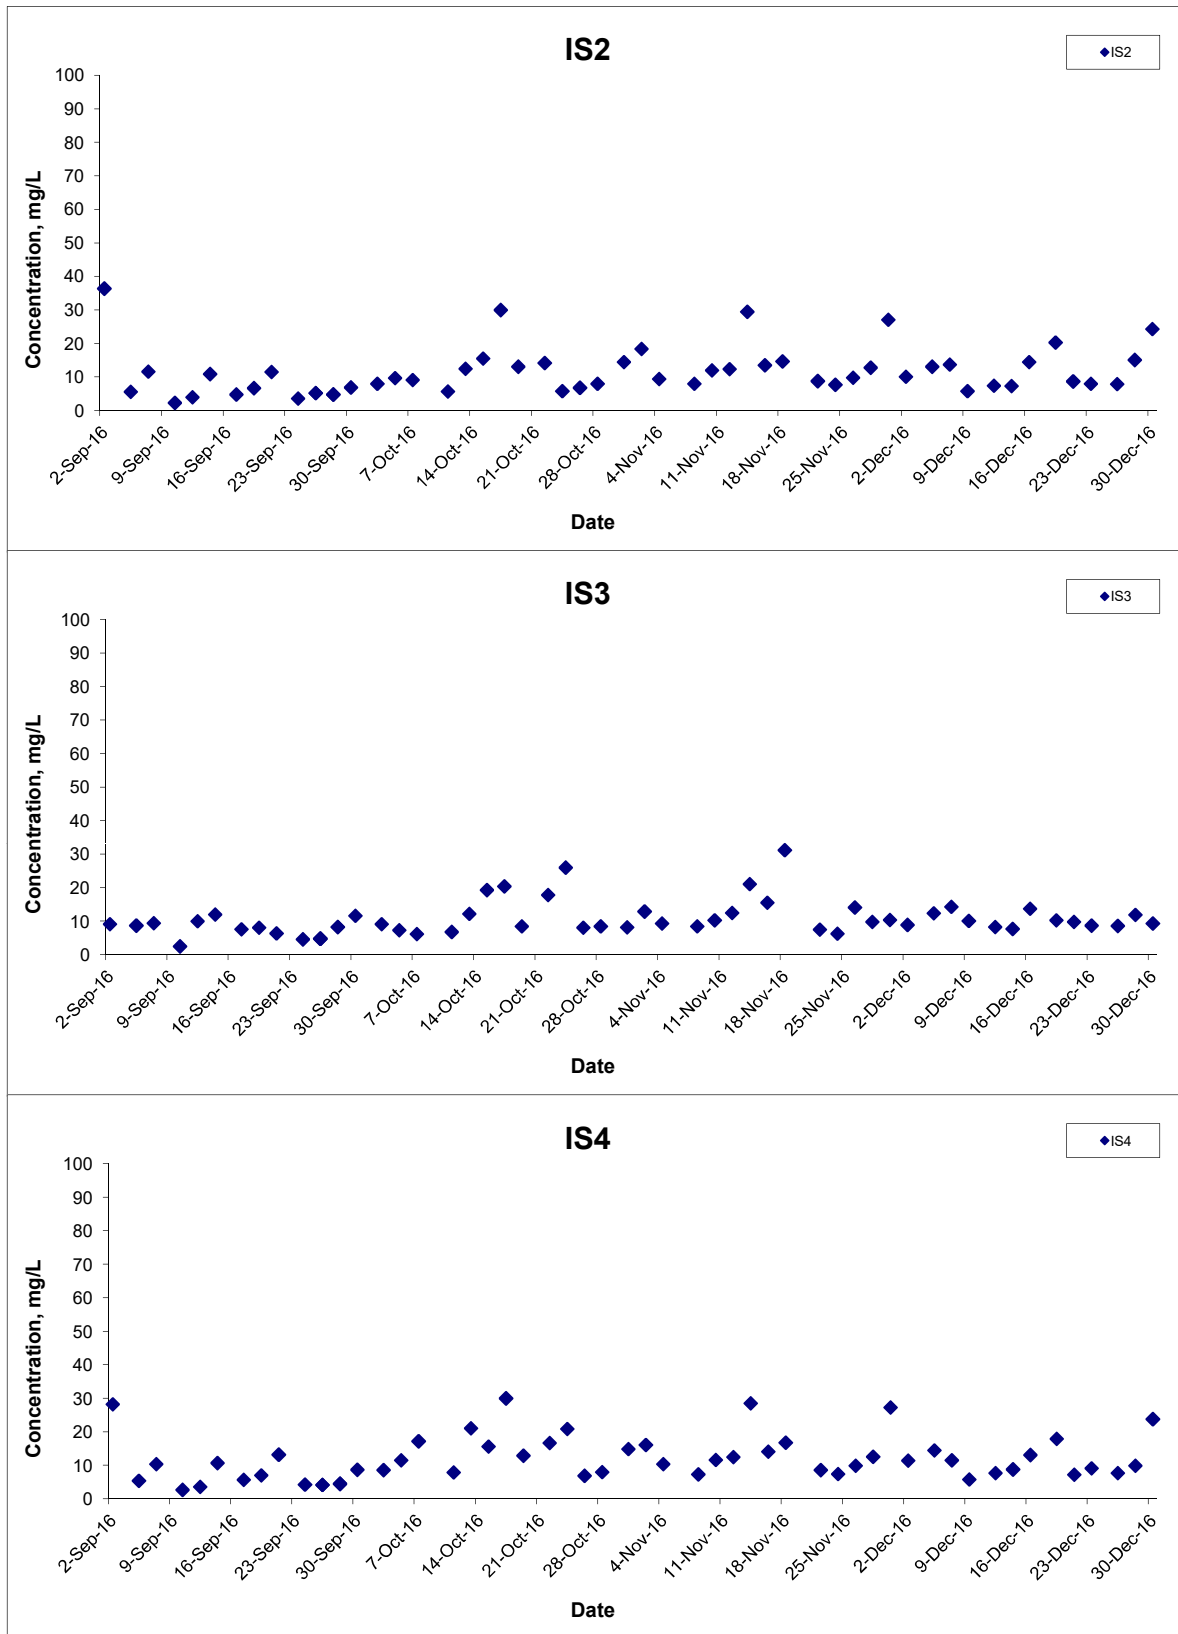 IS2
IS2
100
90
80
70
60
50
40
30
20
10
0
Concentration, mg/L
2-Sep-16
9-Sep-16
16-Sep-16
23-Sep-16
30-Sep-16
7-Oct-16
14-Oct-16
21-Oct-16
28-Oct-16
4-Nov-16
11-Nov-16
18-Nov-16
25-Nov-16
2-Dec-16
9-Dec-16
16-Dec-16
23-Dec-16
30-Dec-16
Date
IS3
IS3
100
90
80
70
60
50
40
30
20
10
0
Concentration, mg/L
2-Sep-16
9-Sep-16
16-Sep-16
23-Sep-16
30-Sep-16
7-Oct-16
14-Oct-16
21-Oct-16
28-Oct-16
4-Nov-16
11-Nov-16
18-Nov-16
25-Nov-16
2-Dec-16
9-Dec-16
16-Dec-16
23-Dec-16
30-Dec-16
Date
IS4
IS4
100
90
80
70
60
50
40
30
20
10
0
Concentration, mg/L
2-Sep-16
9-Sep-16
16-Sep-16
23-Sep-16
30-Sep-16
7-Oct-16
14-Oct-16
21-Oct-16
28-Oct-16
4-Nov-16
11-Nov-16
18-Nov-16
25-Nov-16
2-Dec-16
9-Dec-16
16-Dec-16
23-Dec-16
30-Dec-16
Date